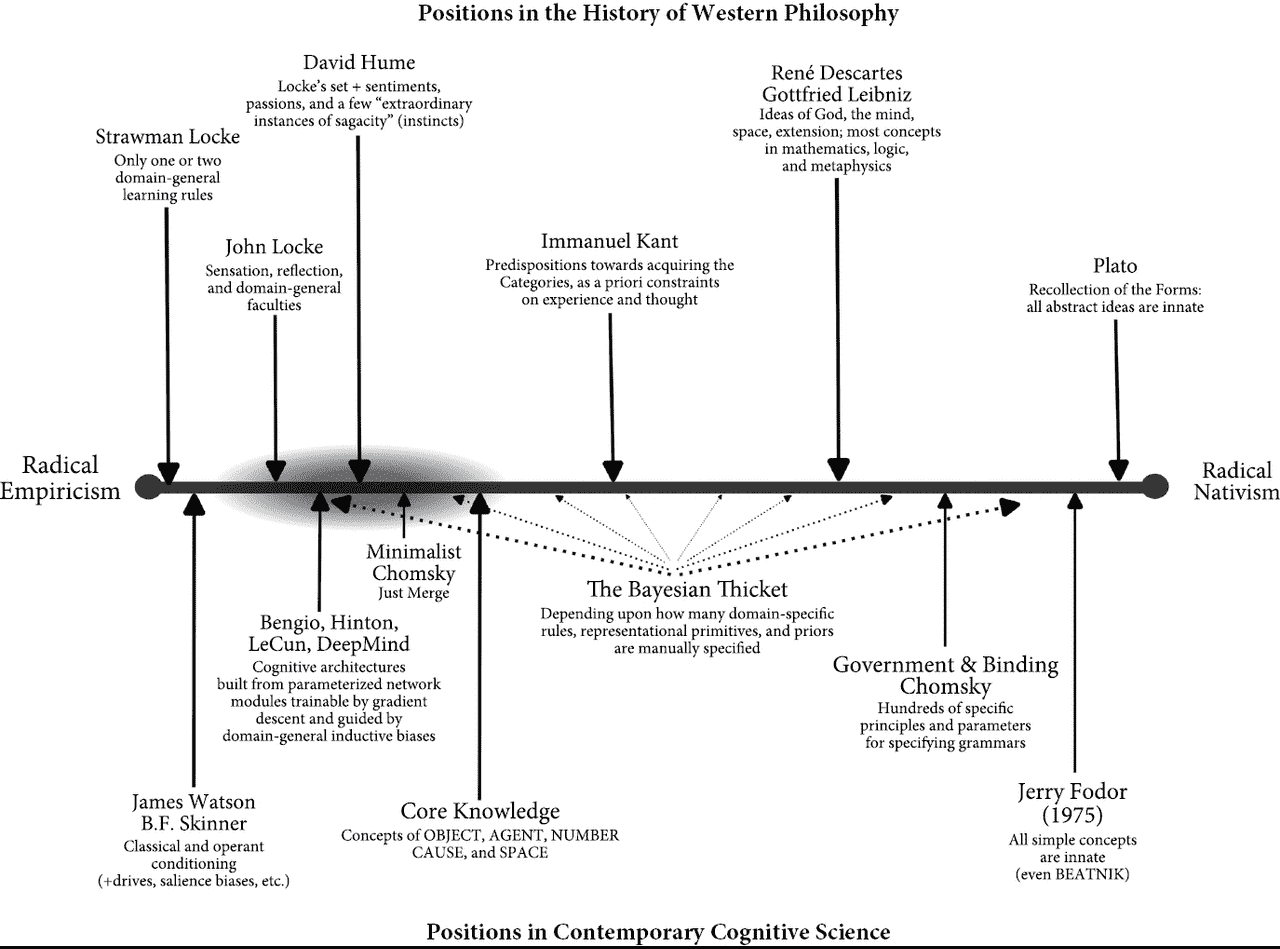 Positions in the History of Western Philosophy
David Hume
Locke's set + sentiments,
passions, and a few "extraordinary
instances of sagacity" (instincts)
René Descartes
Gottfried Leibniz
Ideas of God, the mind,
space, extension; most concepts
in mathematics, logic,
and metaphysics
Strawman Locke
Only one or two
domain-general
learning rules
John Locke
Sensation, reflection,
and domain-general
faculties
Immanuel Kant
Predispositions towards acquiring the
Categories, as a priori constraints
on experience and thought
Plato
Recollection of the Forms:
all abstract ideas are innate
Radical
Empiricism
Radical
Nativism
Minimalist
Chomsky
Just Merge
The Bayesian Thicket
Depending upon how many domain-specific
rules, representational primitives, and priors
are manually specified
Bengio, Hinton,
LeCun, DeepMind
Cognitive architectures
built from parameterized network
modules trainable by gradient
descent and guided by
domain-general inductive biases
Government & Binding
Chomsky
Hundreds of specific
principles and parameters
for specifying grammars
James Watson
B.F. Skinner
Classical and operant
conditioning
(+drives, salience biases, etc.)
Core Knowledge
Concepts of OBJECT, AGENT, NUMBER
CAUSE, and SPACE
Jerry Fodor
(1975)
All simple concepts
are innate
(even BEATNIK)
Positions in Contemporary Cognitive Science